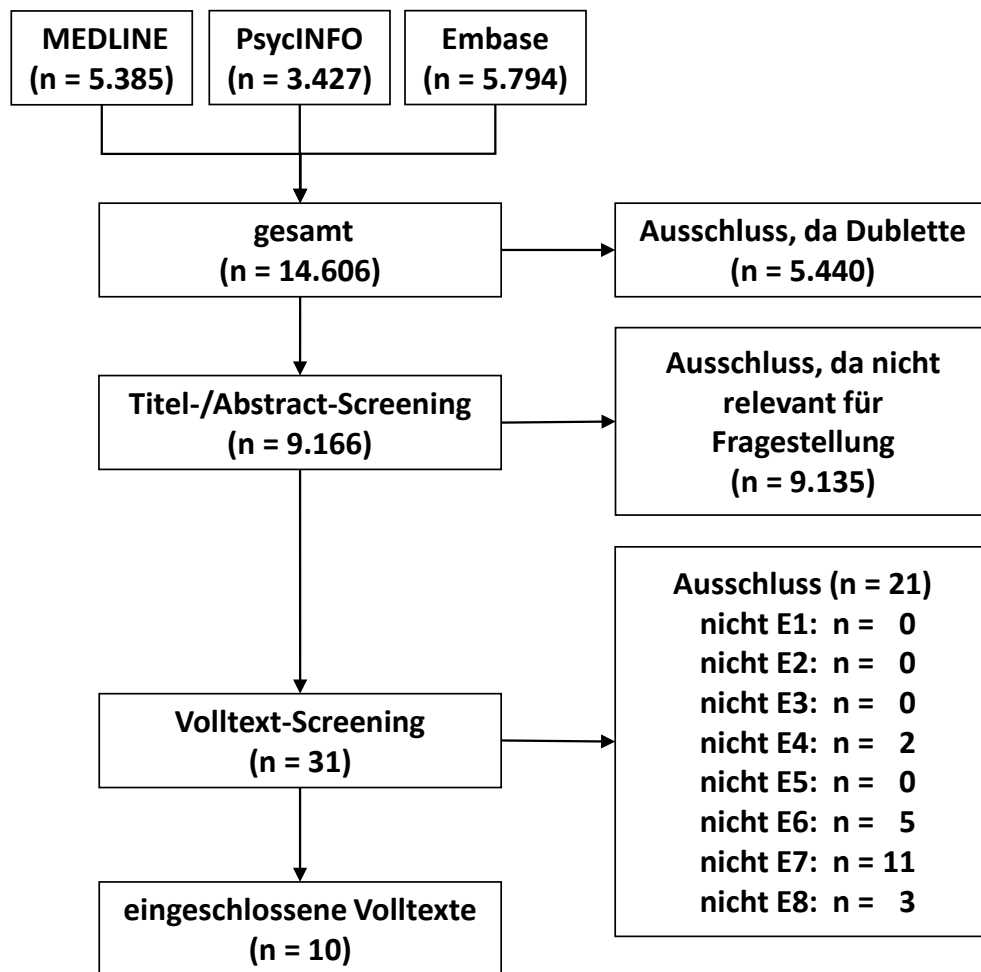 MEDLINE
(n = 5.385)
PsycINFO
(n = 3.427)
Embase
(n = 5.794)
gesamt
(n = 14.606)
Ausschluss, da Dublette
(n = 5.440)
Titel-/Abstract-Screening
(n = 9.166)
Ausschluss, da nicht
relevant für
Fragestellung
(n = 9.135)
Volltext-Screening
(n = 31)
Ausschluss (n = 21)
nicht E1: n = 0
nicht E2: n = 0
nicht E3: n = 0
nicht E4: n = 2
nicht E5: n = 0
nicht E6: n = 5
nicht E7: n = 11
nicht E8: n = 3
eingeschlossene Volltexte
(n = 10)